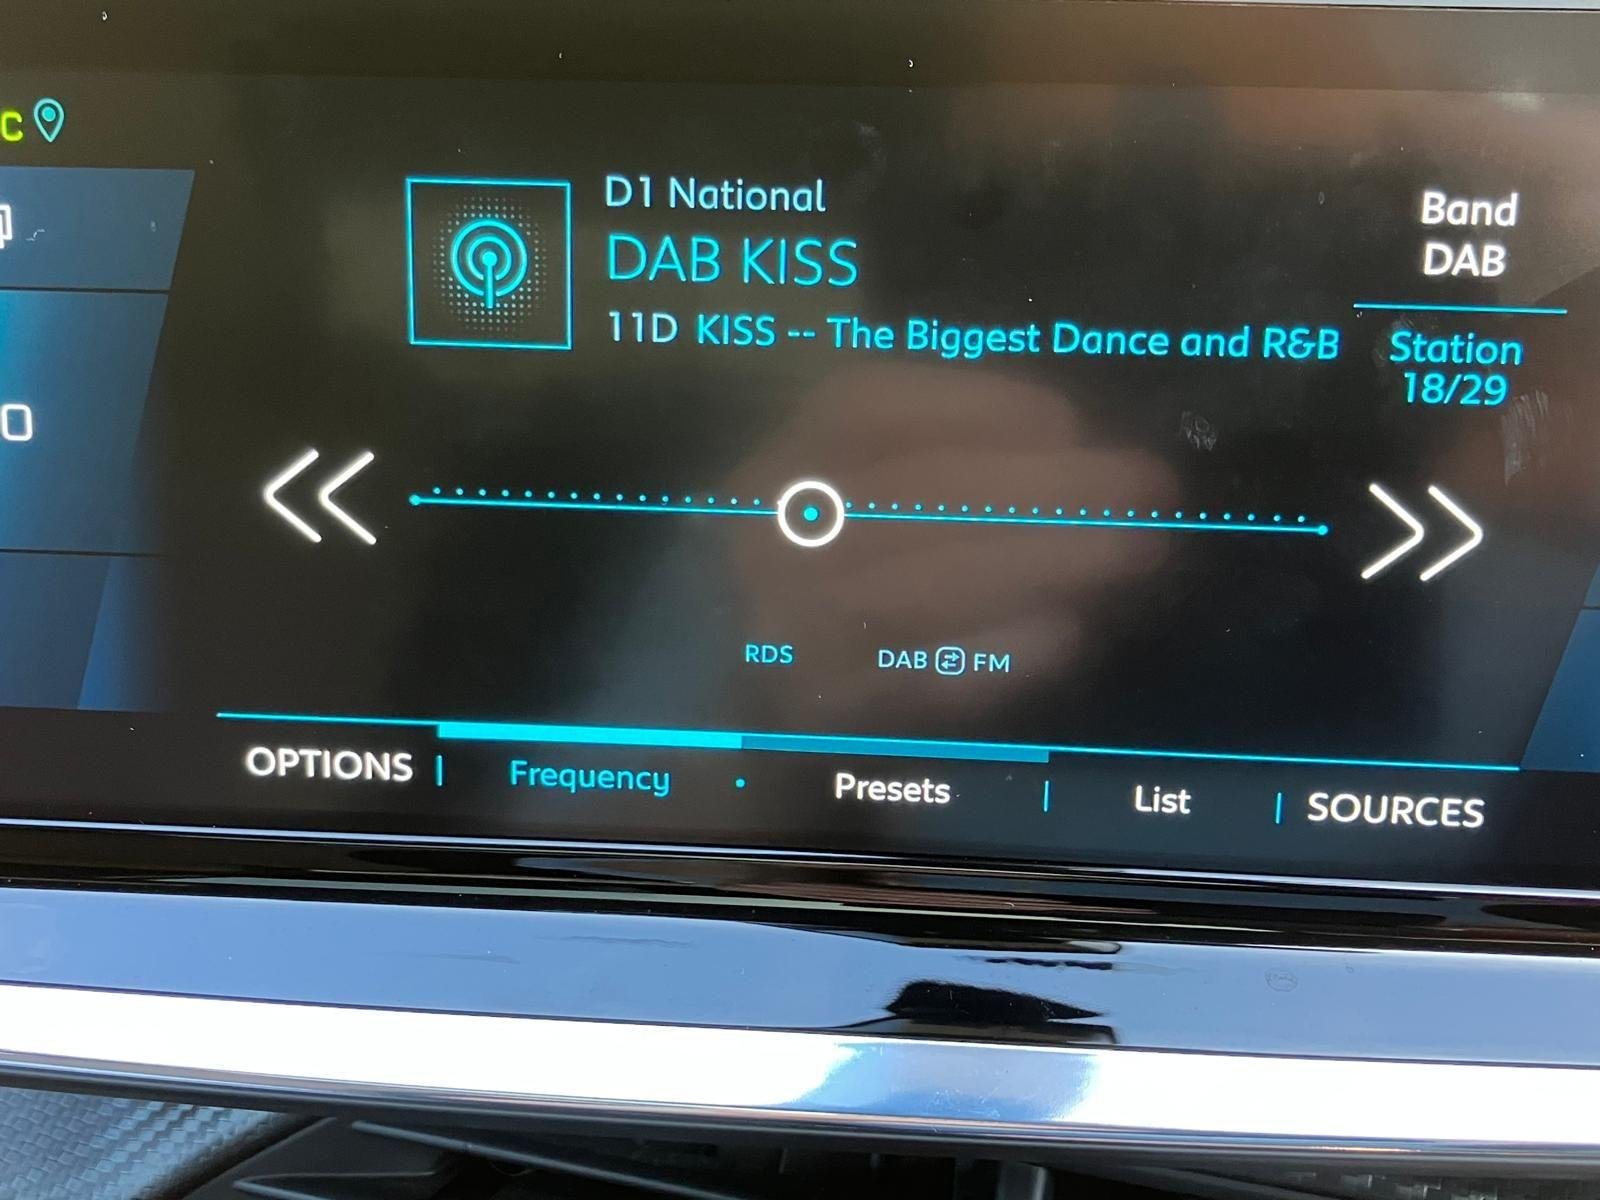 C
D1 National
DAB KISS
11D KISS -- The Biggest Dance and R&B
Band
DAB
Station
18/29
O
RDS
DAB FM
OPTIONS | Frequency • Presets | List | SOURCES